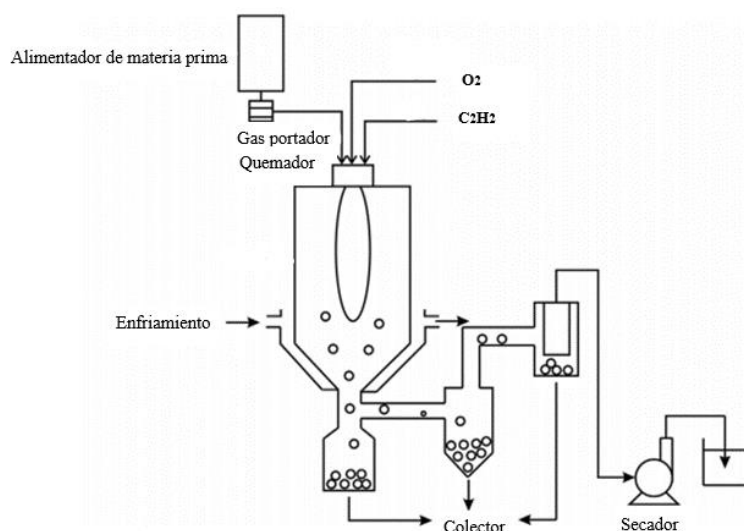 Alimentador de materia prima
O2
C2H2
Gas portador
Quemador
Enfriamiento
Colector
Secador